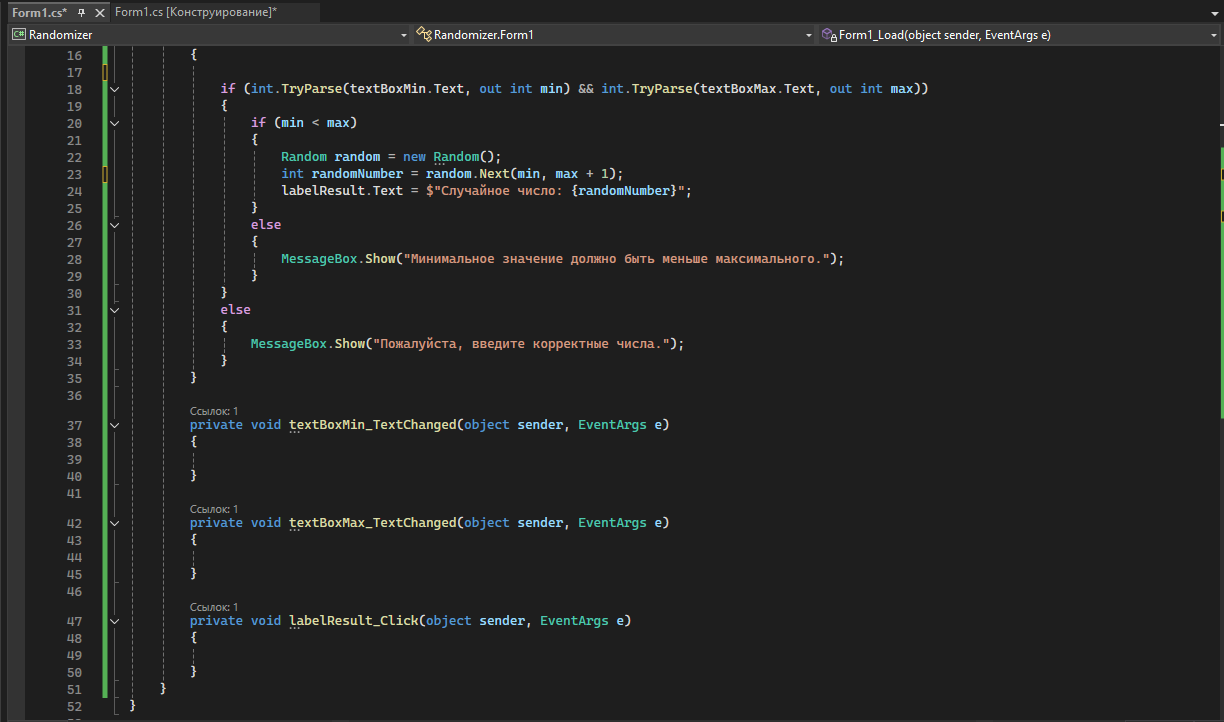 Form1.cs*
Form1.cs [Конструирование]*
Randomizer
Randomizer.Form1
Form1_Load(object sender, EventArgs e)
16 {
17
18 if (int.TryParse(textBoxMin.Text, out int min) && int.TryParse(textBoxMax.Text, out int max))
19 {
20 if (min < max)
21 {
22 Random random = new Random();
23 int randomNumber = random.Next(min, max + 1);
24 labelResult.Text = $"Случайное число: {randomNumber}";
25 }
26 else
27 {
28 MessageBox.Show("Минимальное значение должно быть меньше максимального.");
29 }
30 }
31 else
32 {
33 MessageBox.Show("Пожалуйста, введите корректные числа.");
34 }
35 }
36
Ссылок: 1
37 private void textBoxMin_TextChanged(object sender, EventArgs e)
38 {
39
40 }
41
Ссылок: 1
42 private void textBoxMax_TextChanged(object sender, EventArgs e)
43 {
44
45 }
46
Ссылок: 1
47 private void labelResult_Click(object sender, EventArgs e)
48 {
49
50 }
51 }
52 }